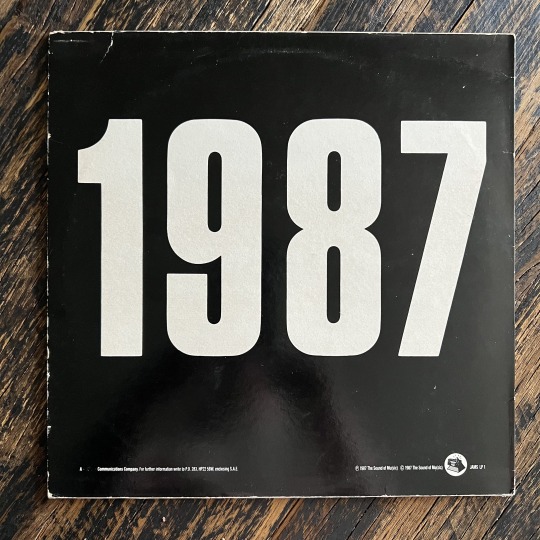 1987
A Communications Company. For further information write to P.O. 283, HP22 5BW, enclosing S.A.E.
℗ 1987 The Sound of Mu(sic) © 1987 The Sound of Mu(sic) JAMS LP 1